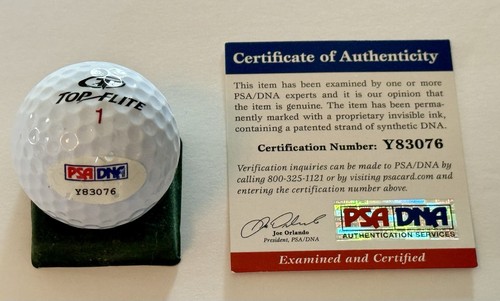 TOP FLITE
1
PSA DNA
Y83076
Certificate of Authenticity
This item has been examined by one or more
PSA/DNA experts and it is our opinion that
the item is genuine. The item has been perma-
nently marked with a proprietary invisible ink,
containing a patented strand of synthetic DNA.
Certification Number: Y83076
Verification inquiries can be made to PSA/DNA by
calling 800-325-1121 or by visiting psacard.com and
entering the certification number above.
Joe Orlando
President, PSA/DNA
PSA DNA
AUTHENTICATION SERVICES
Examined and Certified